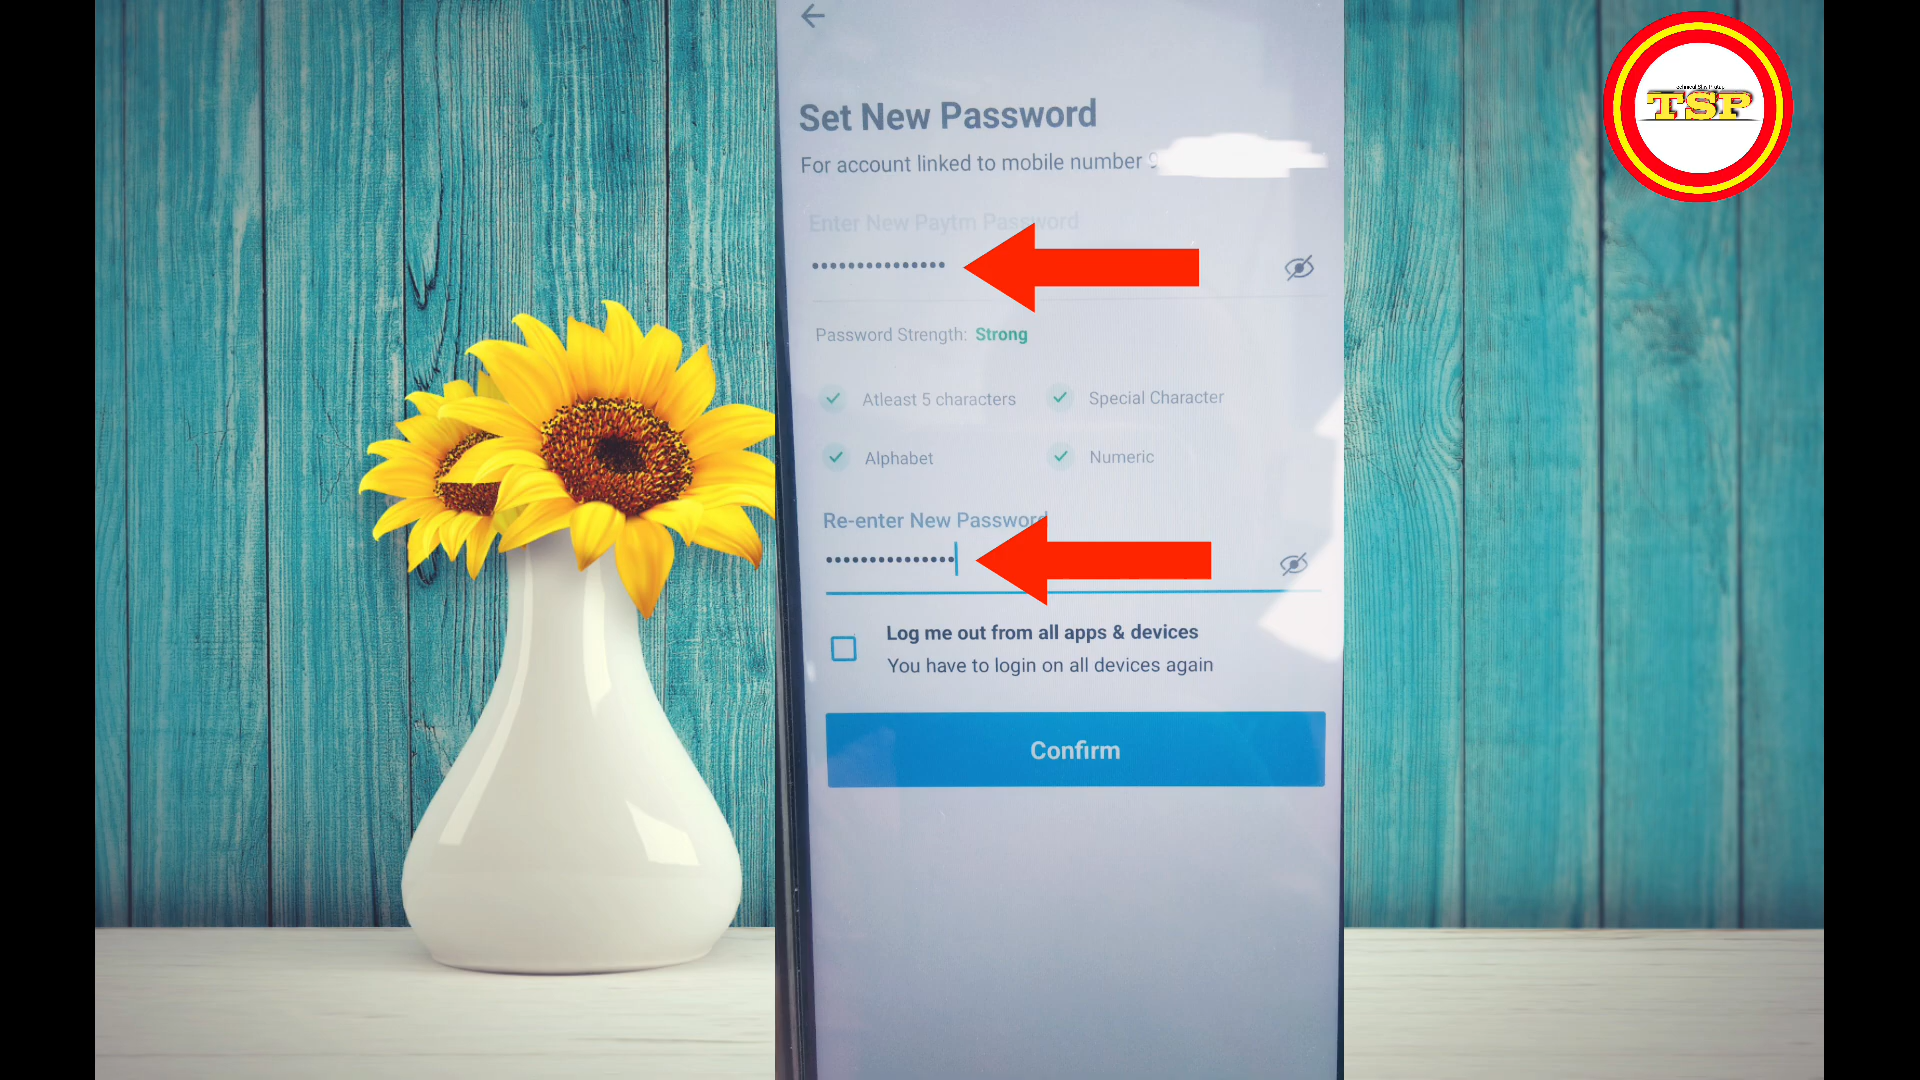 Set New Password
For account linked to mobile number 9
Enter New Paytm Password
•••••••••••••••
Password Strength: Strong
Atleast 5 characters
Special Character
Alphabet
Numeric
Re-enter New Password
•••••••••••••••
Log me out from all apps & devices
You have to login on all devices again
Confirm
TSP